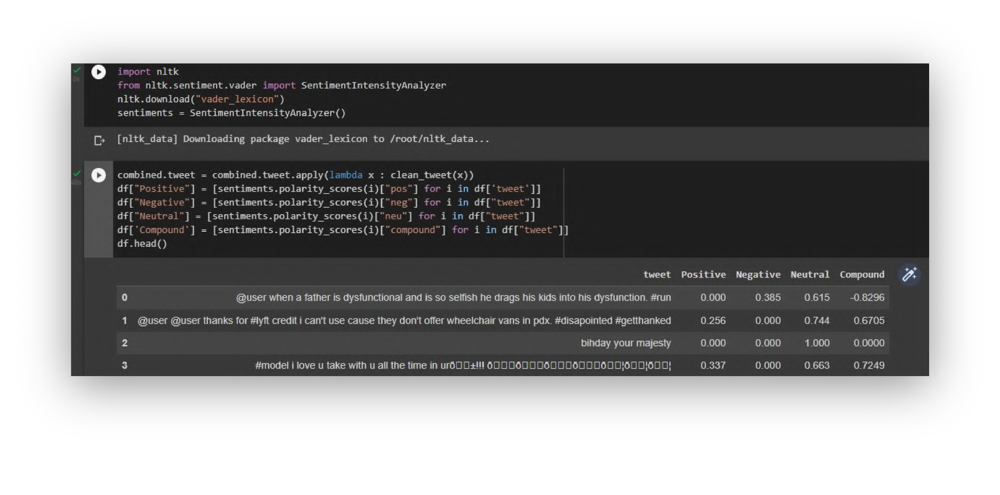 0s
import nltk
from nltk.sentiment.vader import SentimentIntensityAnalyzer
nltk.download("vader_lexicon")
sentiments = SentimentIntensityAnalyzer()
[nltk_data] Downloading package vader_lexicon to /root/nltk_data...
48s
combined.tweet = combined.tweet.apply(lambda x : clean_tweet(x))
df["Positive"] = [sentiments.polarity_scores(i)["pos"] for i in df['tweet']]
df["Negative"] = [sentiments.polarity_scores(i)["neg"] for i in df["tweet"]]
df["Neutral"] = [sentiments.polarity_scores(i)["neu"] for i in df["tweet"]]
df['Compound'] = [sentiments.polarity_scores(i)["compound"] for i in df["tweet"]]
df.head()
tweet Positive Negative Neutral Compound
0 @user when a father is dysfunctional and is so selfish he drags his kids into his dysfunction. #run 0.000 0.385 0.615 -0.8296
1 @user @user thanks for #lyft credit i can't use cause they don't offer wheelchair vans in pdx. #disapointed #getthanked 0.256 0.000 0.744 0.6705
2 bihday your majesty 0.000 0.000 1.000 0.0000
3 #model i love u take with u all the time in urð□□±!!! ð□□□ð□□□ð□□□ð□□□ð□□¦ð□□¦ð□□¦ 0.337 0.000 0.663 0.7249